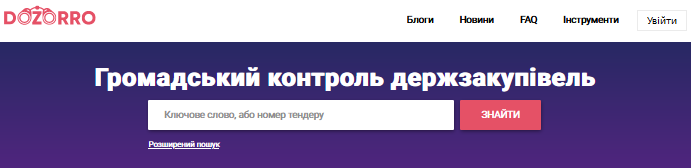 DOZORRO
Блоги Новини FAQ Інструменти Увійти
Громадський контроль держзакупівель
Ключове слово, або номер тендеру ЗНАЙТИ
Розширений пошук